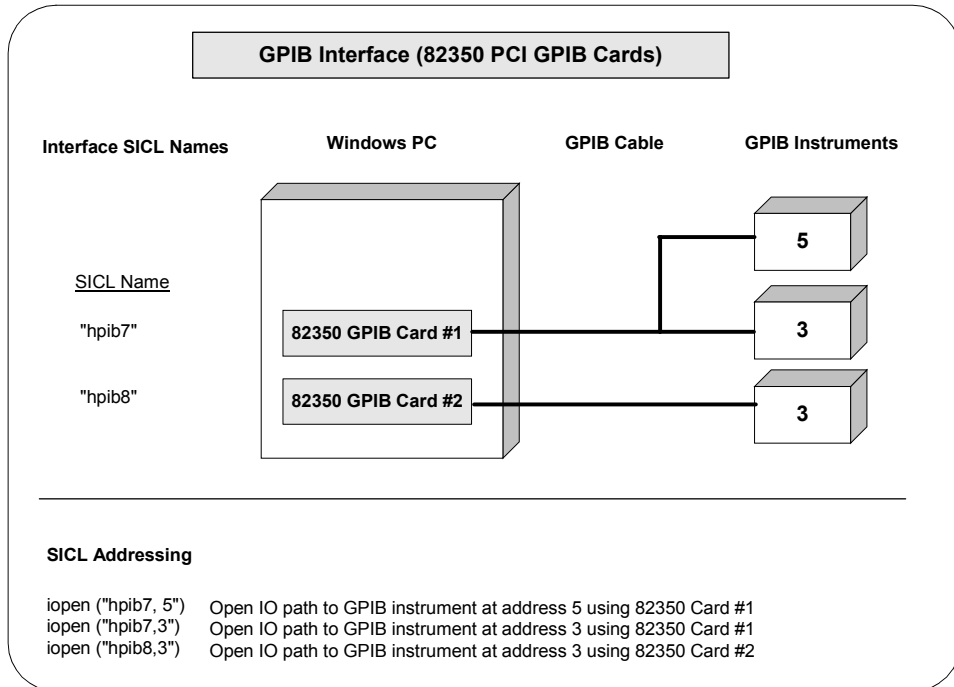 GPIB Interface (82350 PCI GPIB Cards)
Interface SICL Names
Windows PC
GPIB Cable
GPIB Instruments
5
SICL Name
"hpib7"
82350 GPIB Card #1
3
"hpib8"
82350 GPIB Card #2
3
SICL Addressing
iopen ("hpib7, 5") Open IO path to GPIB instrument at address 5 using 82350 Card #1
iopen ("hpib7,3") Open IO path to GPIB instrument at address 3 using 82350 Card #1
iopen ("hpib8,3") Open IO path to GPIB instrument at address 3 using 82350 Card #2